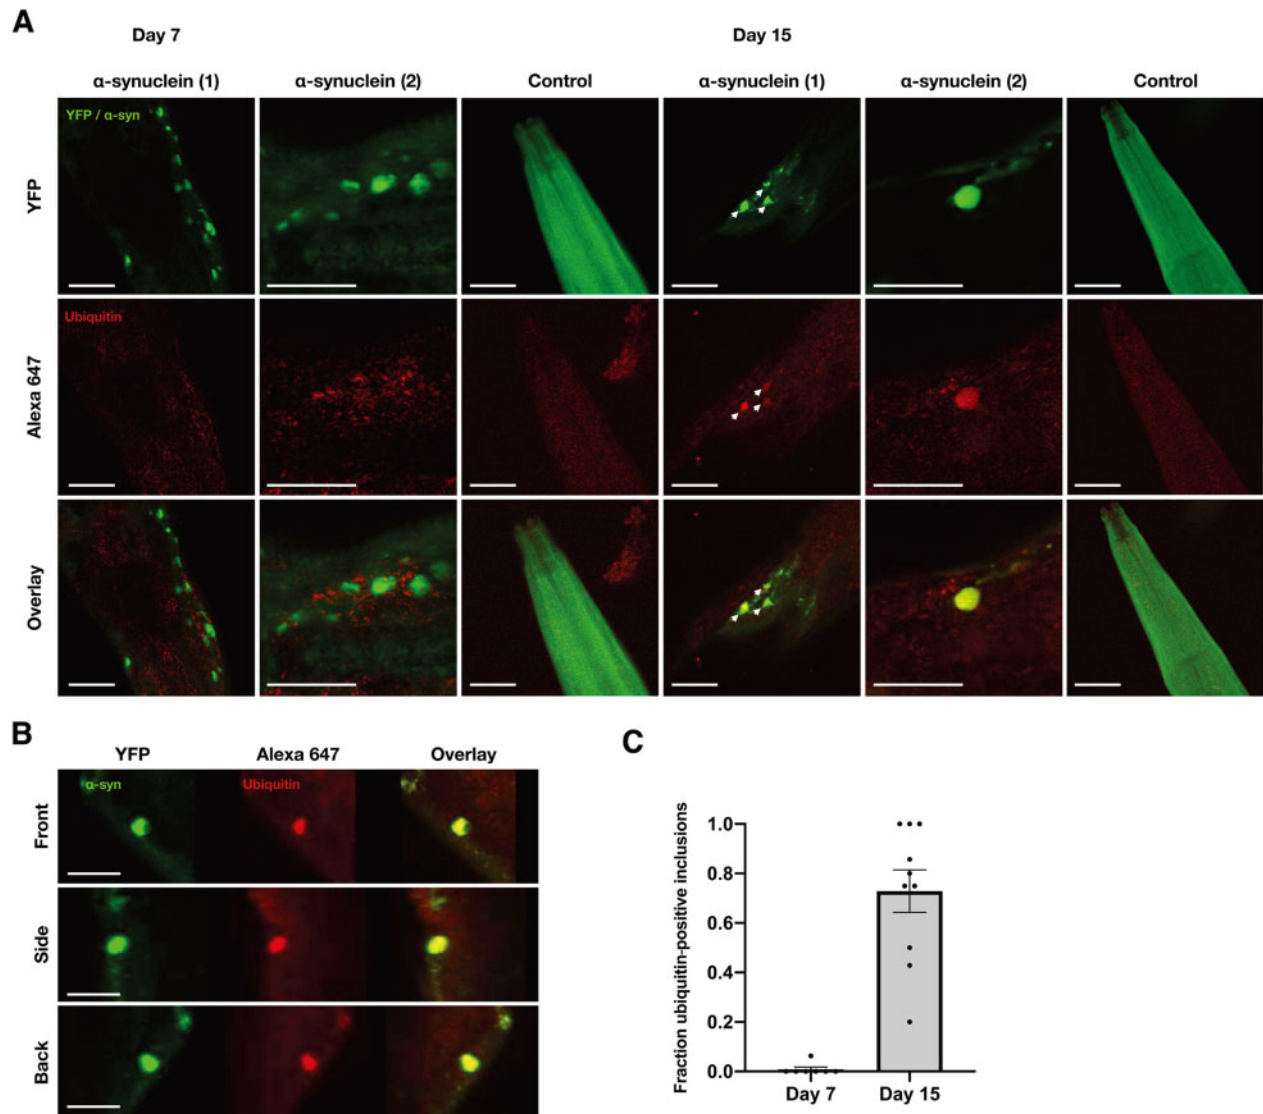 A
Day 7
Day 15
α-synuclein (1)
α-synuclein (2)
Control
α-synuclein (1)
α-synuclein (2)
Control
YFP / α-syn
YFP
Ubiquitin
Alexa 647
Overlay
B
YFP
Alexa 647
Overlay
α-syn
Ubiquitin
Front
Side
Back
C
Fraction ubiquitin-positive inclusions
1.0
0.8
0.6
0.4
0.2
0.0
Day 7
Day 15